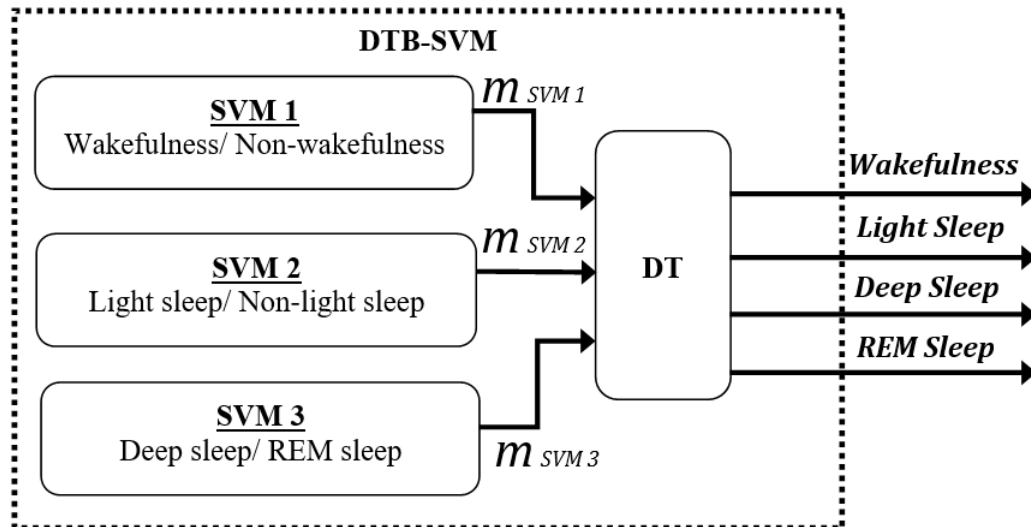 DTB-SVM
SVM 1
Wakefulness/ Non-wakefulness
m SVM 1
SVM 2
Light sleep/ Non-light sleep
m SVM 2
SVM 3
Deep sleep/ REM sleep
m SVM 3
DT
Wakefulness
Light Sleep
Deep Sleep
REM Sleep